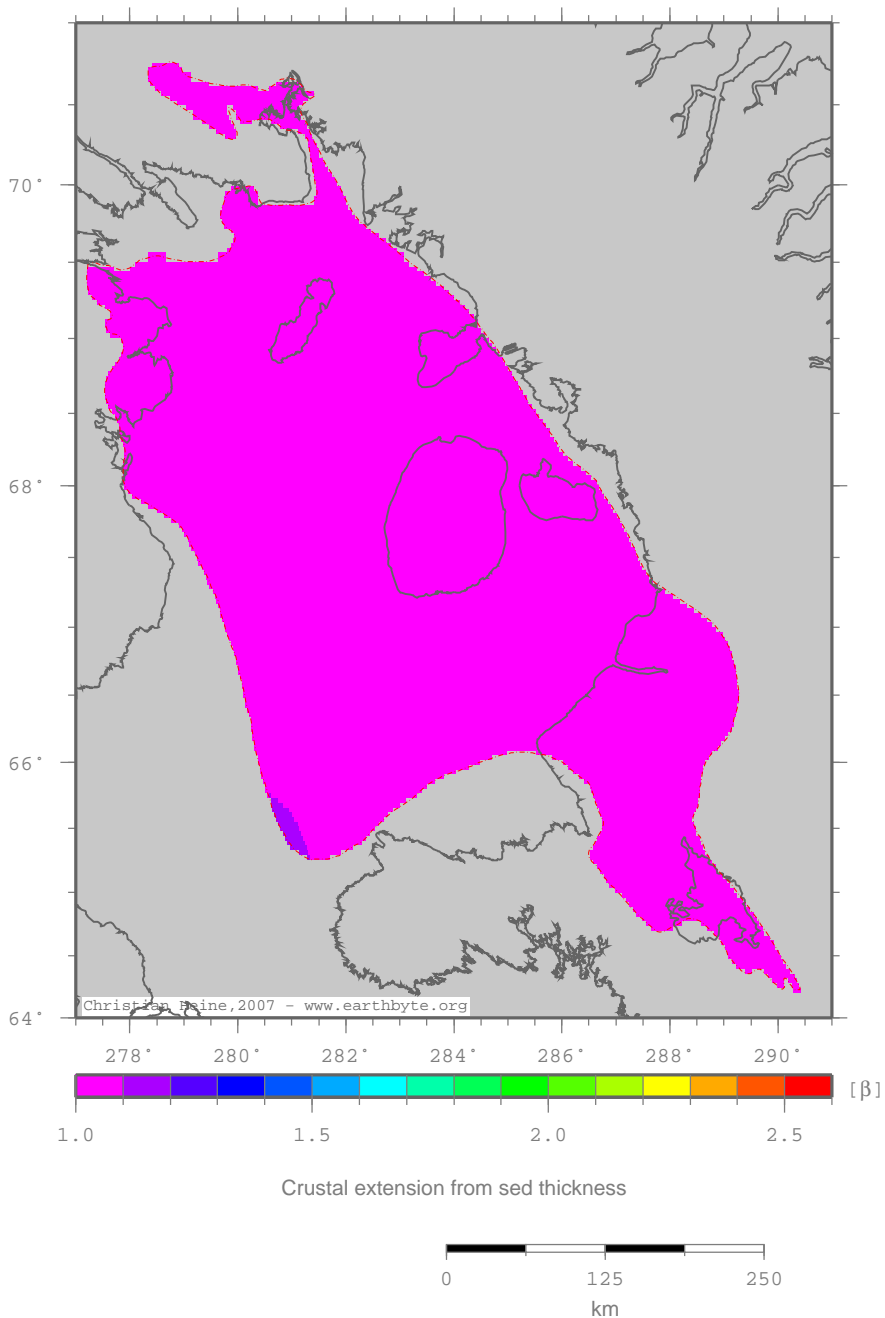 70°
68°
66°
64°
Christian Heine,2007 - www.earthbyte.org
278° 280° 282° 284° 286° 288° 290°
[β]
1.0 1.5 2.0 2.5
Crustal extension from sed thickness
0 125 250
km